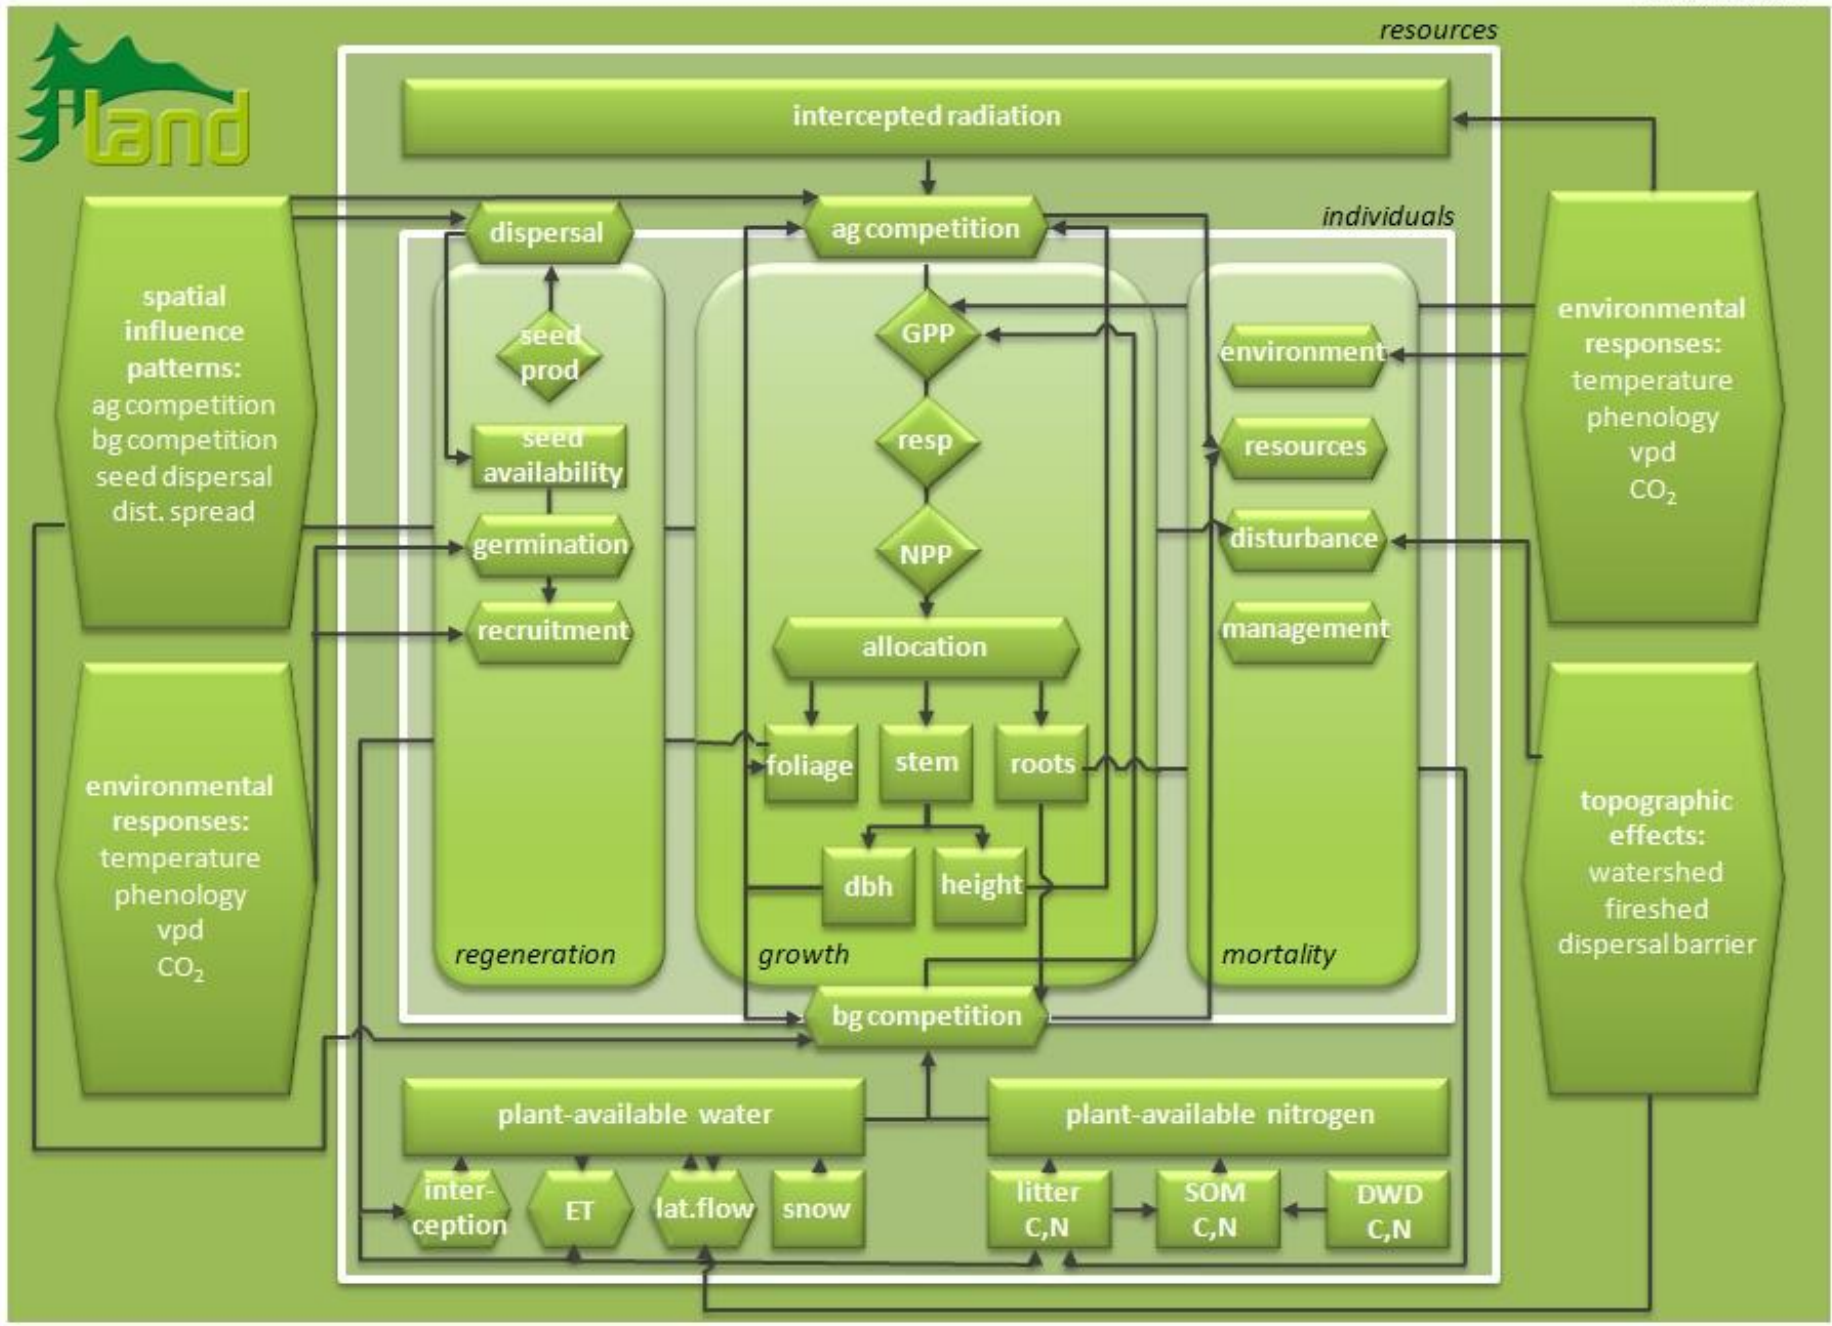 resources
iland
intercepted radiation
individuals
dispersal
ag competition
spatial
influence
patterns:
ag competition
bg competition
seed dispersal
dist. spread
seed
prod
seed
availability
germination
recruitment
regeneration
GPP
resp
NPP
allocation
foliage
stem
roots
dbh
height
growth
environment
resources
disturbance
management
mortality
environmental
responses:
temperature
phenology
vpd
CO₂
environmental
responses:
temperature
phenology
vpd
CO₂
topographic
effects:
watershed
fireshed
dispersal barrier
bg competition
plant-available water
plant-available nitrogen
inter-
ception
ET
lat.flow
snow
litter
C,N
SOM
C,N
DWD
C,N